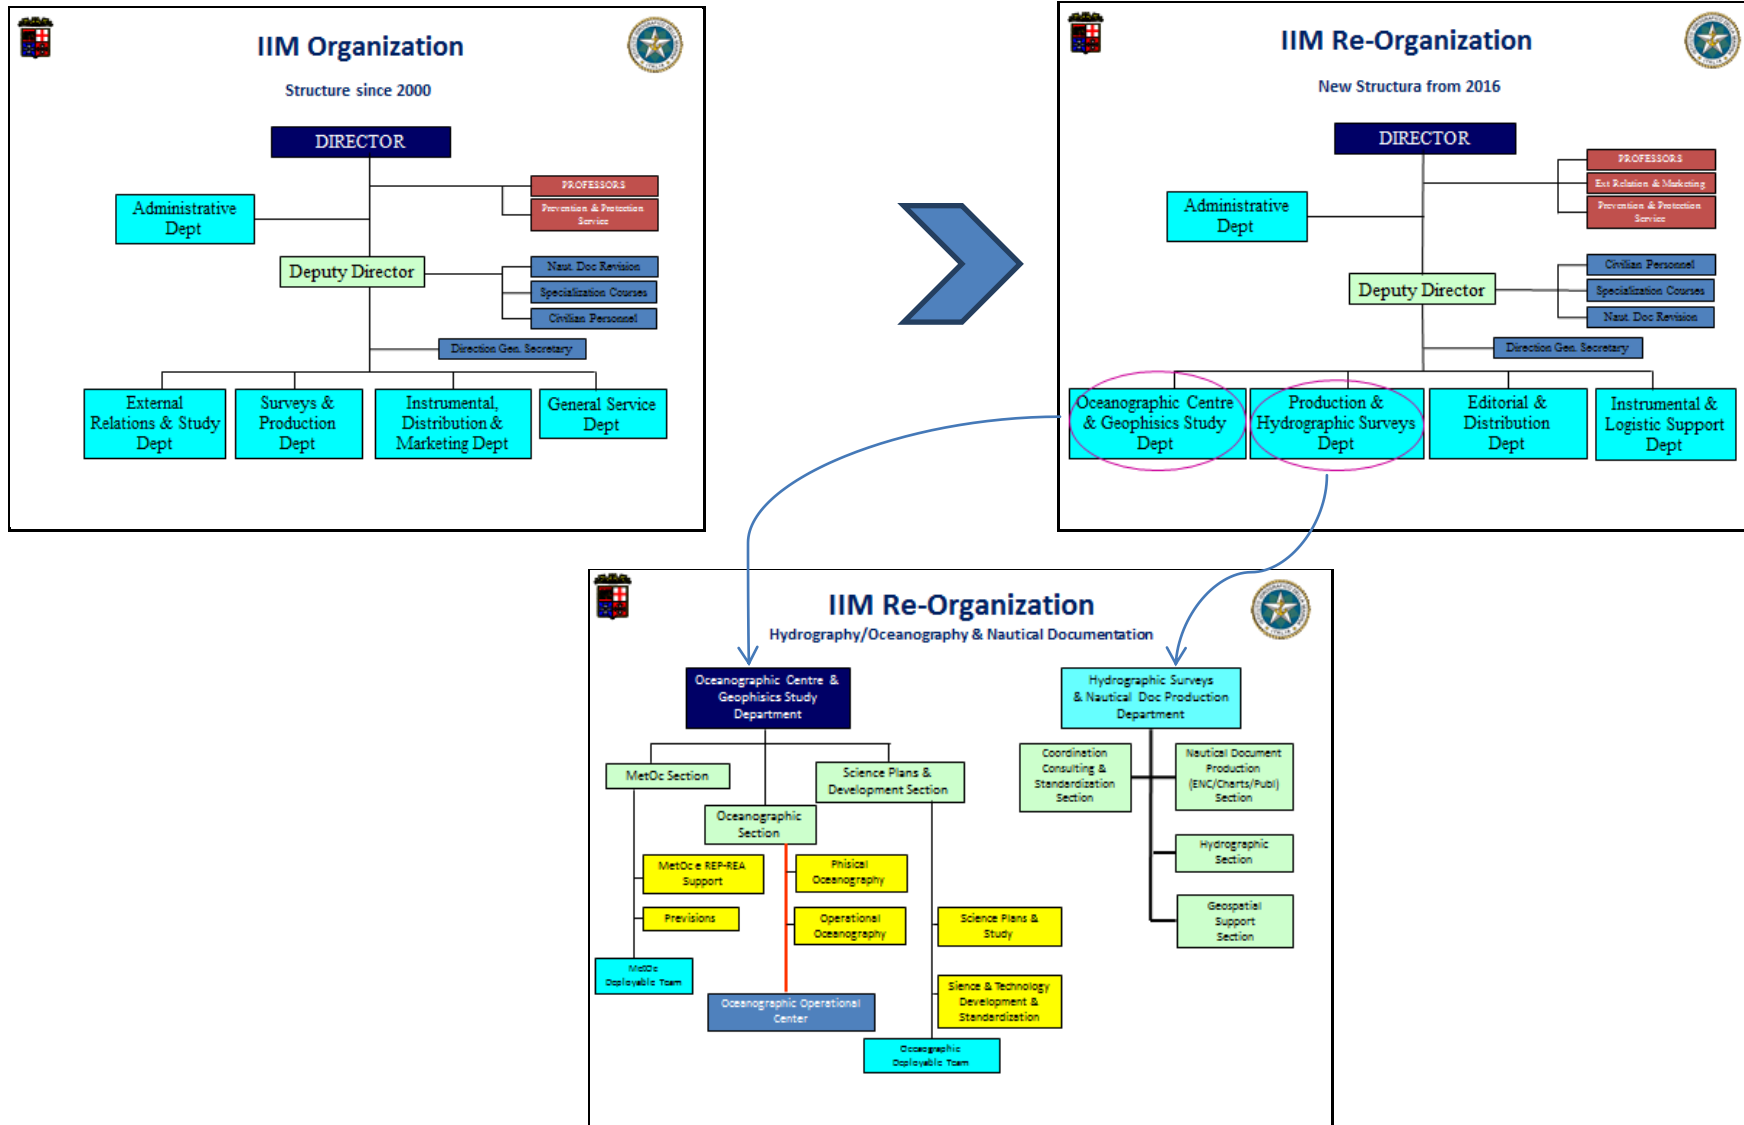 IIM Organization
Structure since 2000
DIRECTOR
PROFESSORS
Prevention & Protection
Service
Administrative
Dept
Deputy Director
Naut. Doc Revision
Specialization Courses
Civilian Personnel
Direction Gen. Secretary
External
Relations & Study
Dept
Surveys &
Production
Dept
Instrumental,
Distribution &
Marketing Dept
General Service
Dept
IIM Re-Organization
New Structura from 2016
DIRECTOR
PROFESSORS
Ext Relation & Marketing
Prevention & Protection
Service
Administrative
Dept
Deputy Director
Civilian Personnel
Specialization Courses
Naut. Doc Revision
Direction Gen. Secretary
Oceanographic Centre
& Geophisics Study
Dept
Production &
Hydrographic Surveys
Dept
Editorial &
Distribution
Dept
Instrumental &
Logistic Support
Dept
IIM Re-Organization
Hydrography/Oceanography & Nautical Documentation
Oceanographic Centre &
Geophisics Study
Department
MetOc Section
Science Plans &
Development Section
Oceanographic
Section
MetOc e REP-REA
Support
Previsions
MetOc
Deployable Team
Phisical
Oceanography
Operational
Oceanography
Oceanographic Operational
Center
Science Plans &
Study
Sience & Technology
Development &
Standardization
Oceographic
Deployable Team
Hydrographic Surveys
& Nautical Doc Production
Department
Coordination
Consulting &
Standardization
Section
Nautical Document
Production
(ENC/Charts/Publ)
Section
Hydrographic
Section
Geospatial
Support
Section